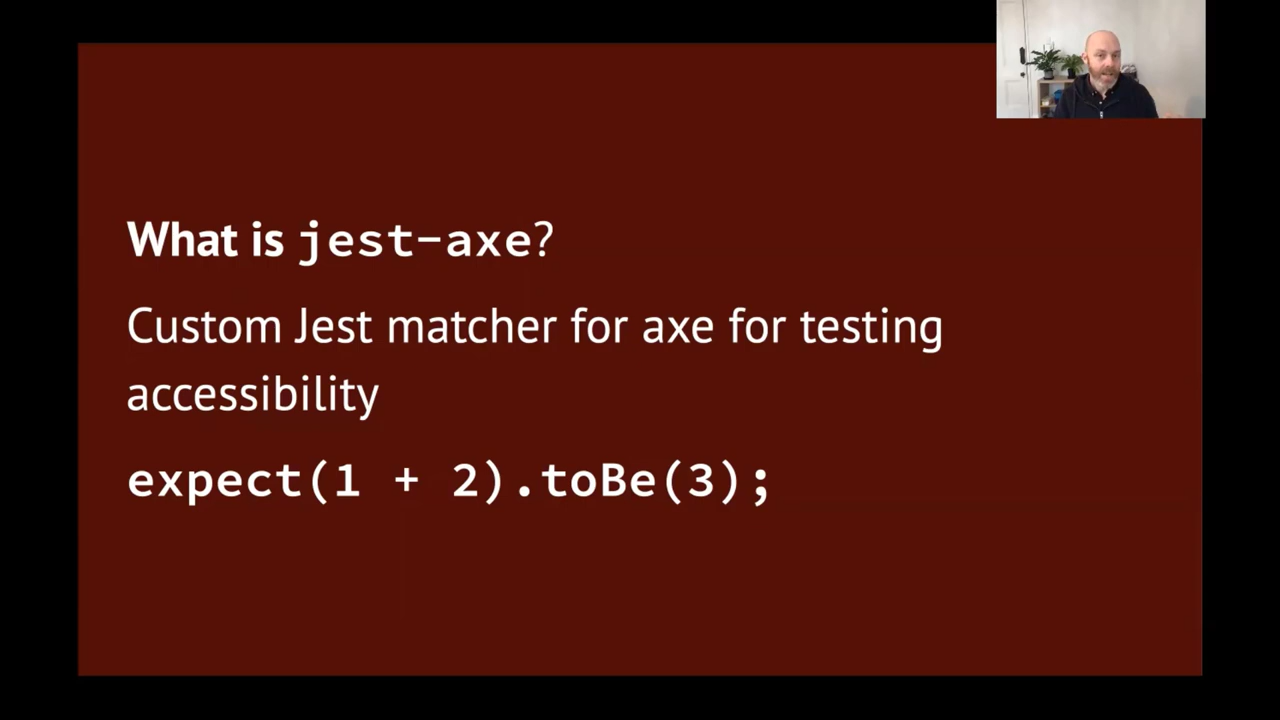 What is jest-axe?
Custom Jest matcher for axe for testing
accessibility
expect(1 + 2).toBe(3);